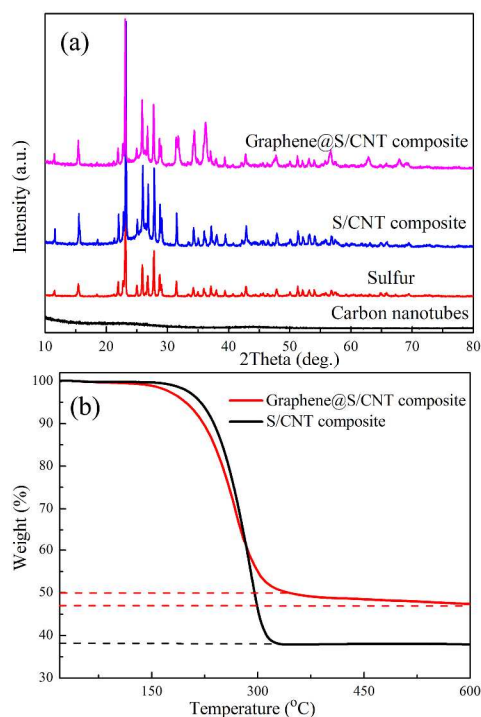 (a)
Graphene@S/CNT composite
S/CNT composite
Sulfur
Carbon nanotubes
Intensity (a.u.)
10 20 30 40 50 60 70 80
2Theta (deg.)
(b)
Graphene@S/CNT composite
S/CNT composite
100
90
80
70
60
50
40
30
Weight (%)
150 300 450 600
Temperature (°C)